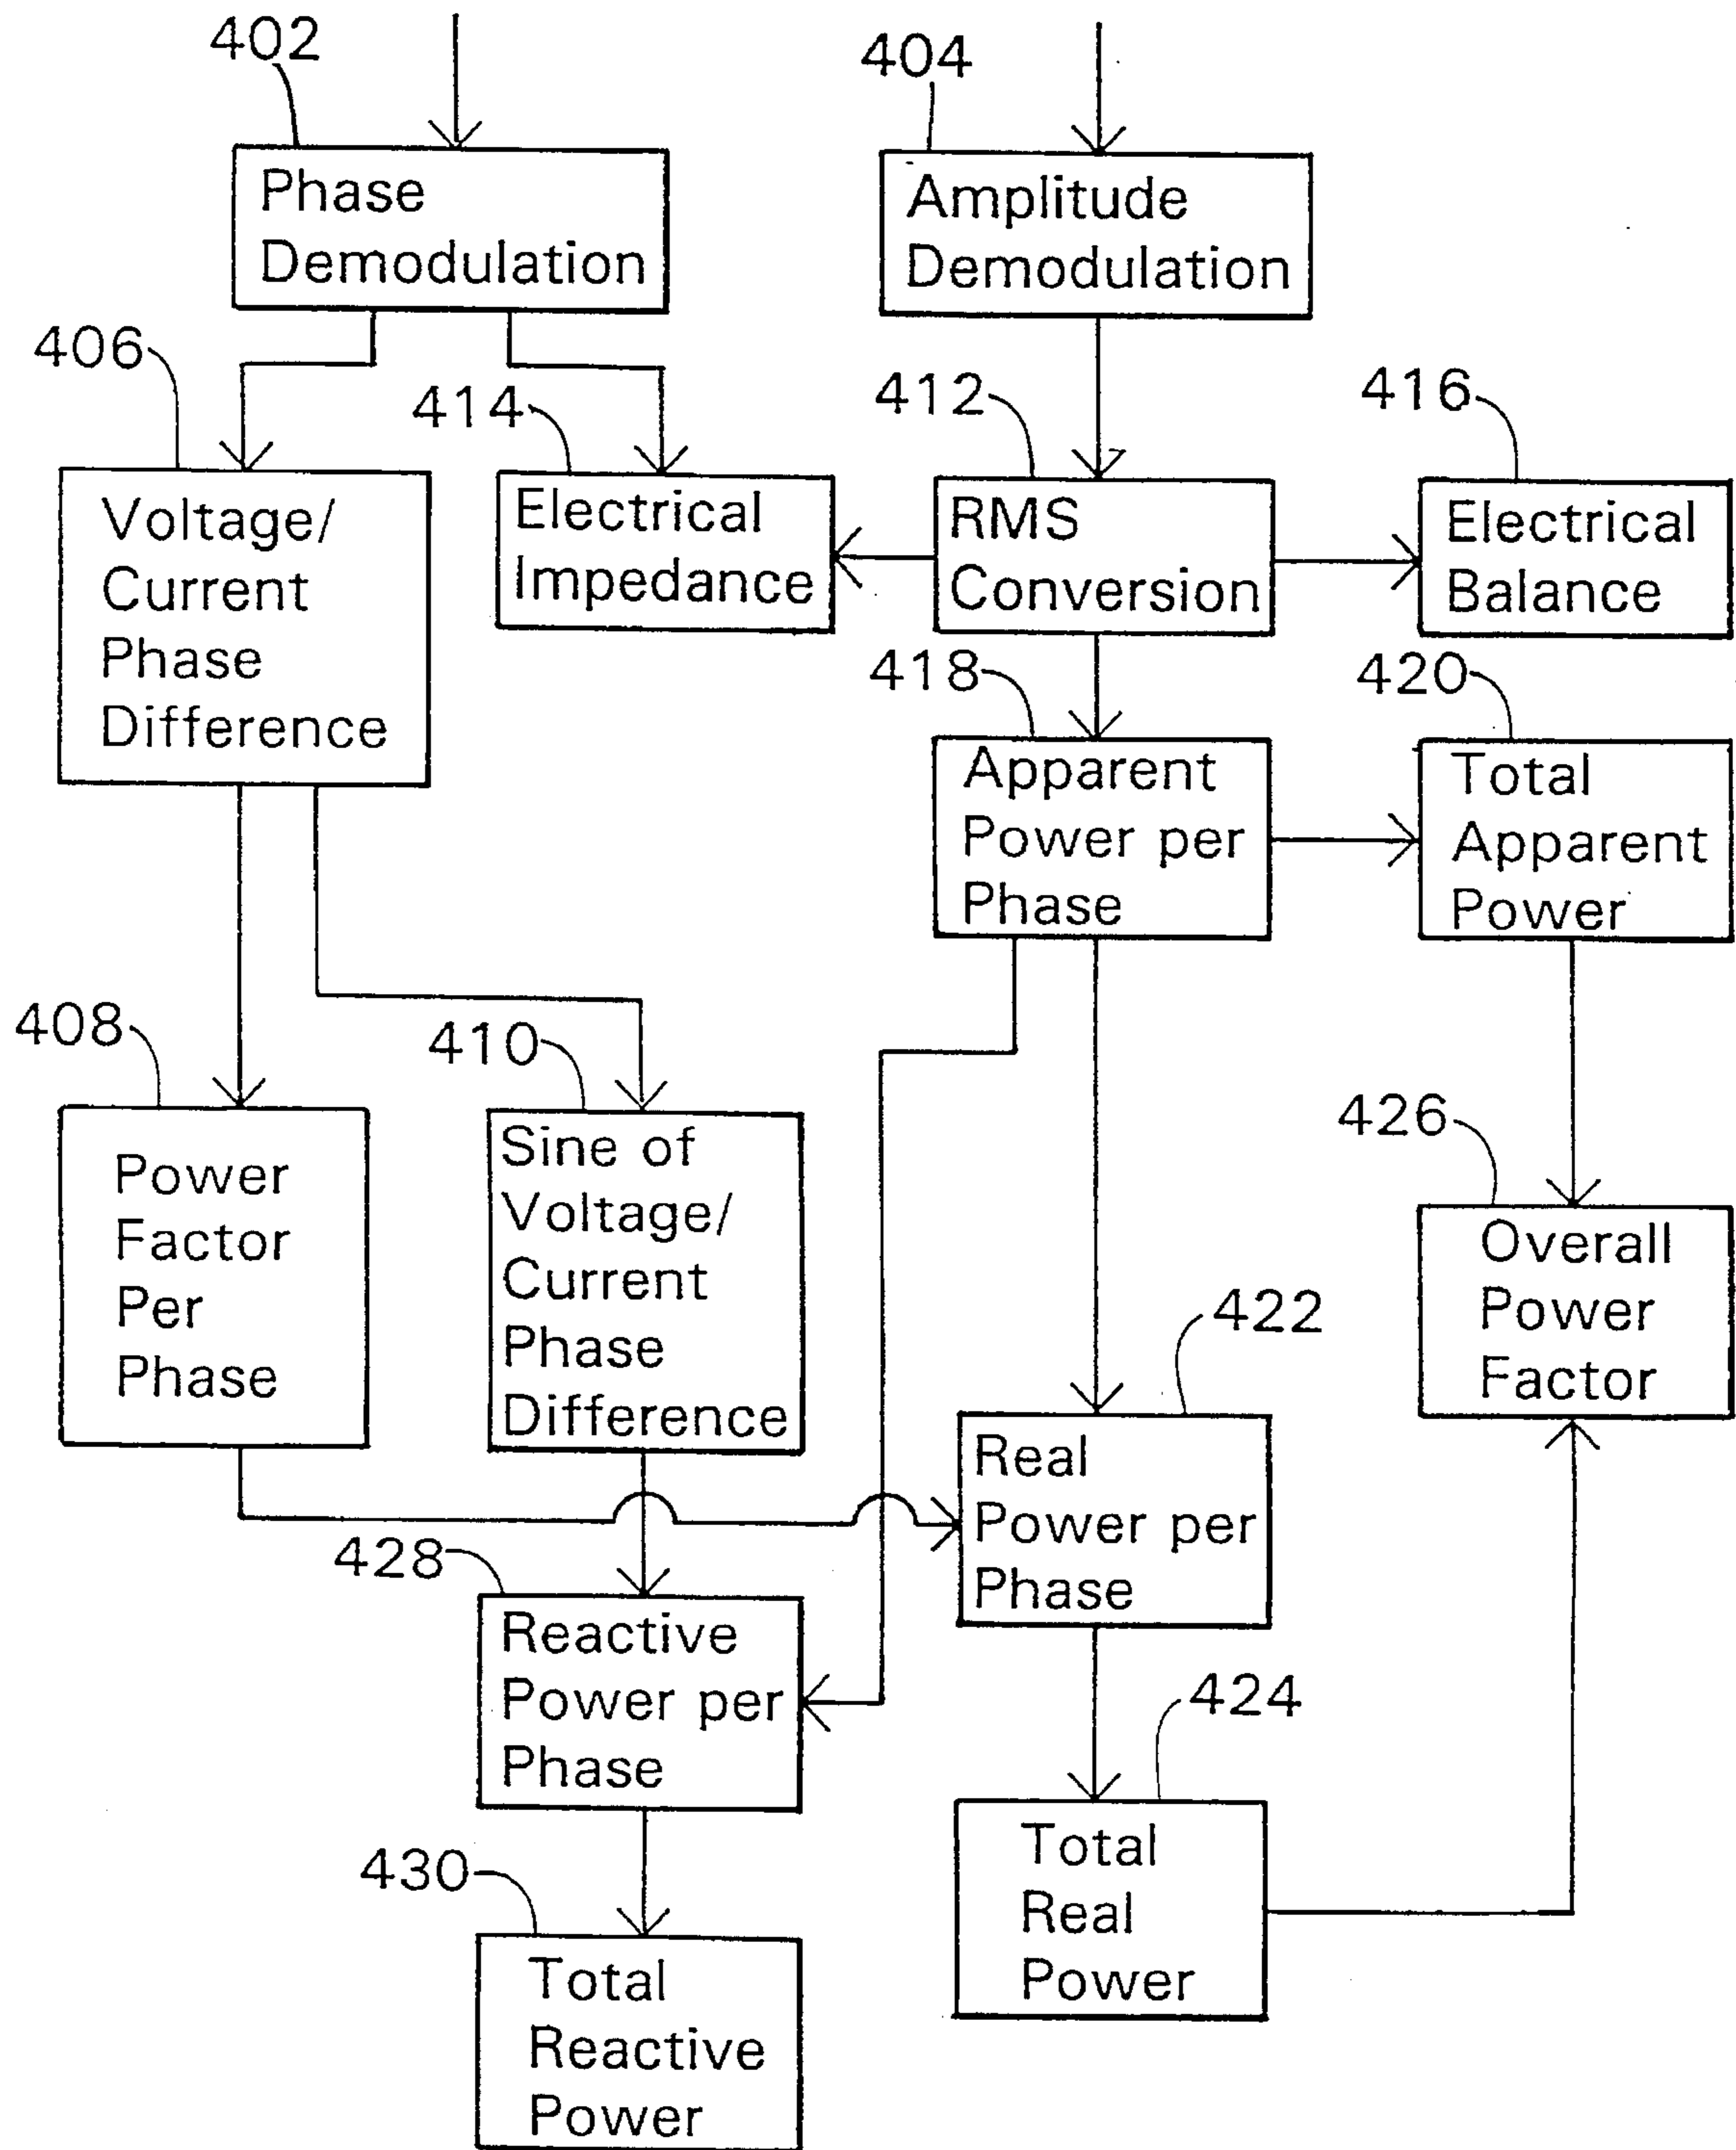 402
404
Phase
Demodulation
Amplitude
Demodulation
406
414
412
416
Voltage/
Current
Phase
Difference
Electrical
Impedance
RMS
Conversion
Electrical
Balance
418
420
Apparent
Power per
Phase
Total
Apparent
Power
408
410
426
Power
Factor
Per
Phase
Sine of
Voltage/
Current
Phase
Difference
Overall
Power
Factor
422
Real
Power per
Phase
428
Reactive
Power per
Phase
424
Total
Real
Power
430
Total
Reactive
Power